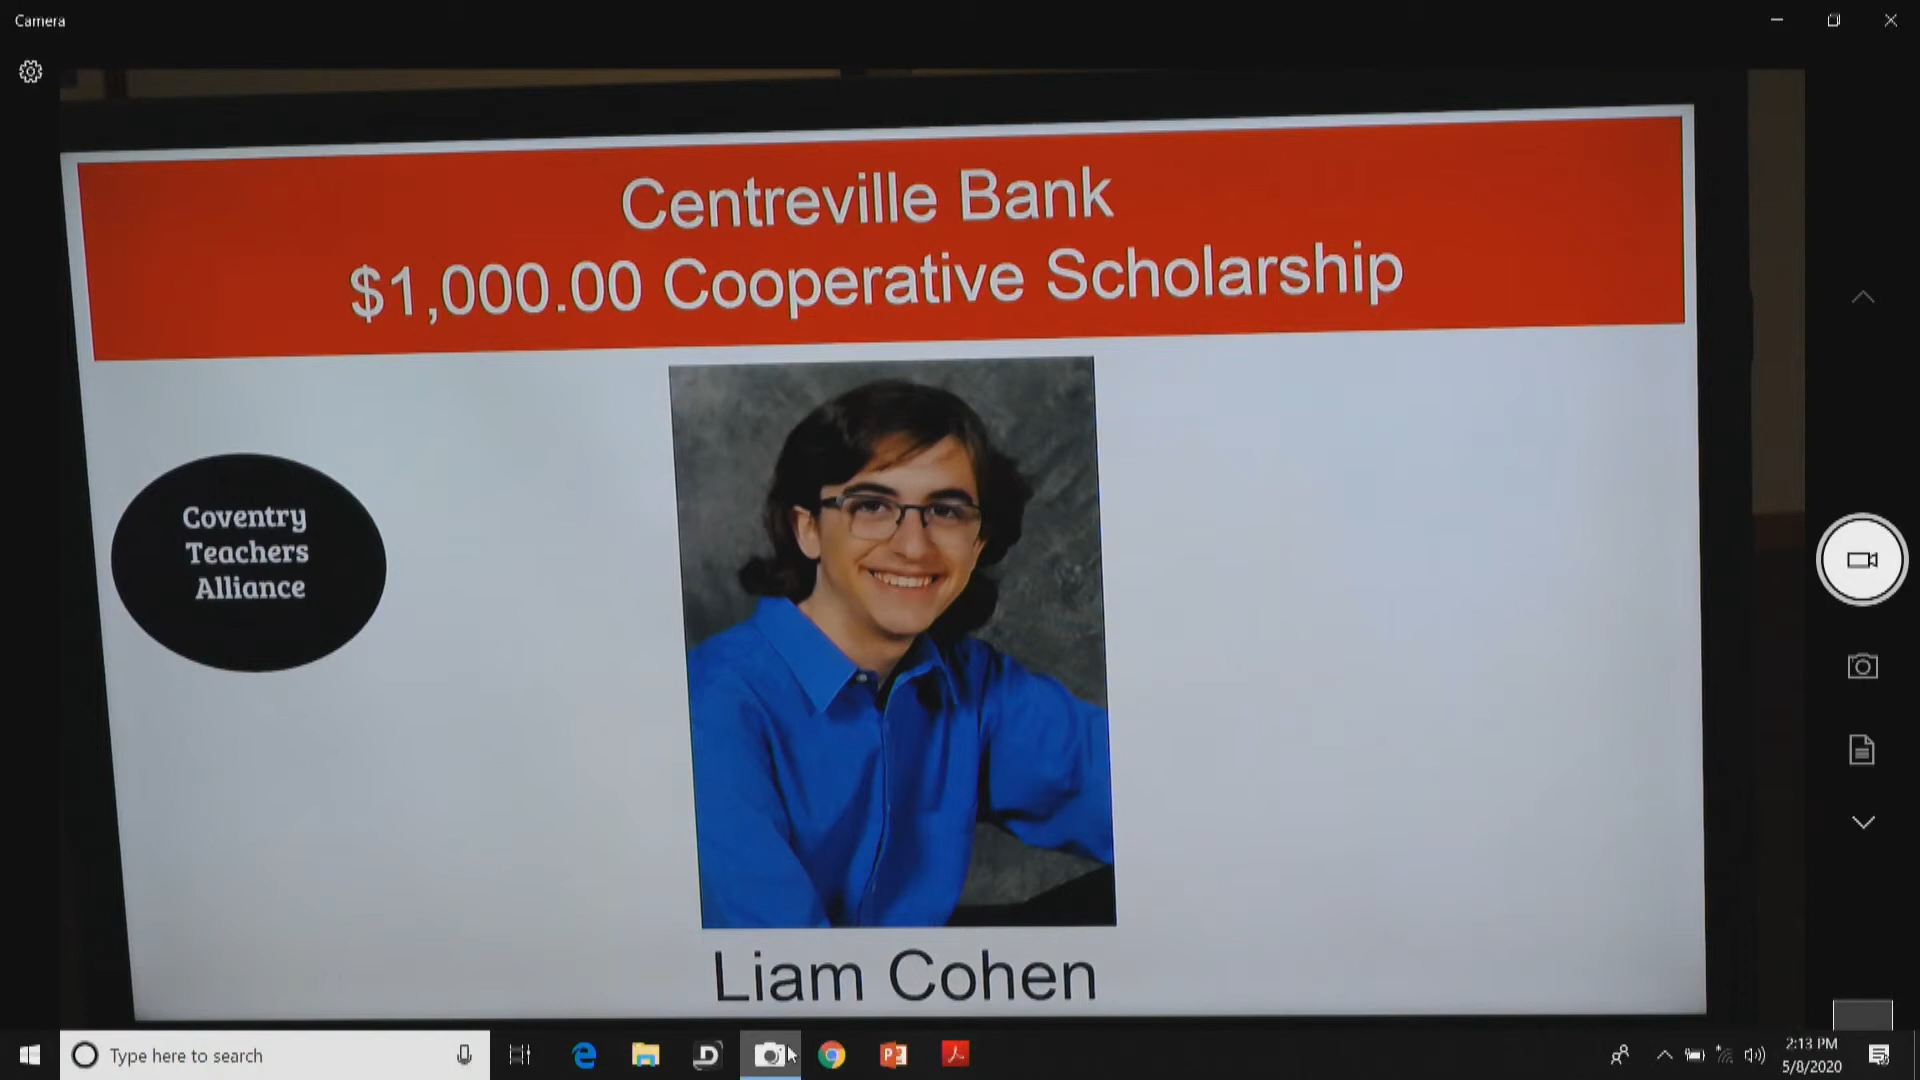 Camera
Centreville Bank
$1,000.00 Cooperative Scholarship
Coventry
Teachers
Alliance
Liam Cohen
Type here to search
2:13 PM
5/8/2020